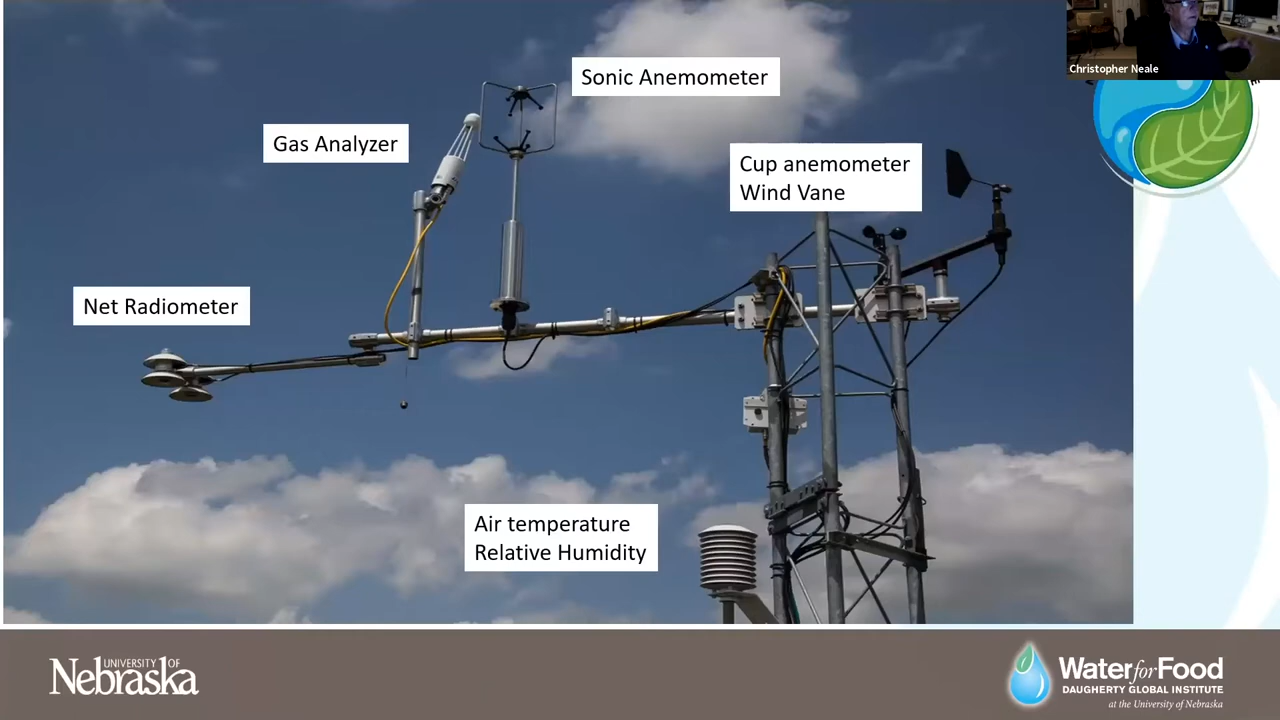 Christopher Neale
Sonic Anemometer
Gas Analyzer
Cup anemometer
Wind Vane
Net Radiometer
Air temperature
Relative Humidity
UNIVERSITY OF
Nebraska
Water for Food
DAUGHERTY GLOBAL INSTITUTE
at the University of Nebraska